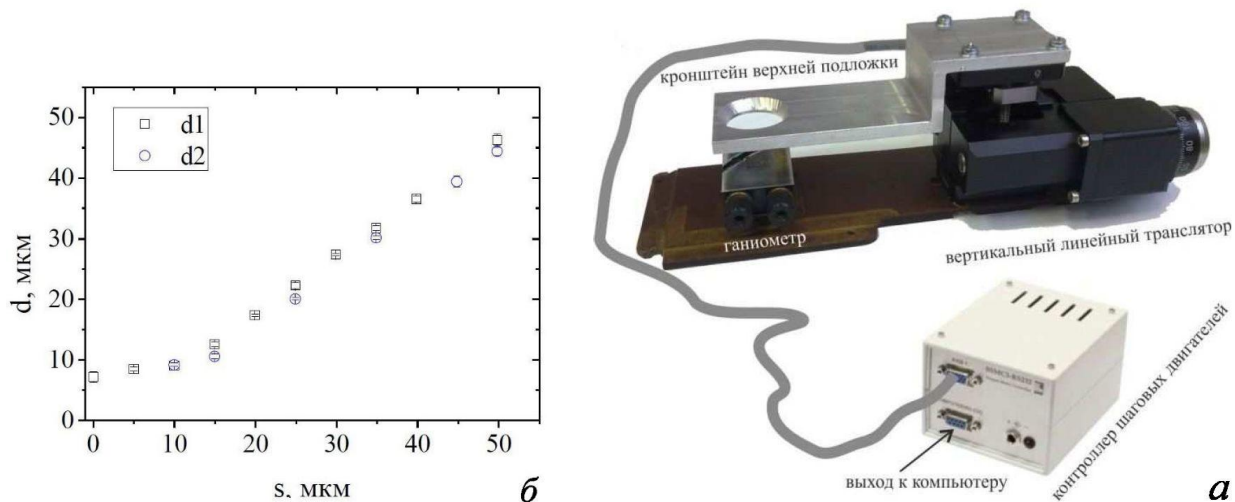 50
40
30
20
10
0
d, мкм
d1
d2
0 10 20 30 40 50
s, мкм
б
кронштейн верхней подложки
ганиометр
вертикальный линейный транслятор
контроллер шаговых двигателей
выход к компьютеру
а